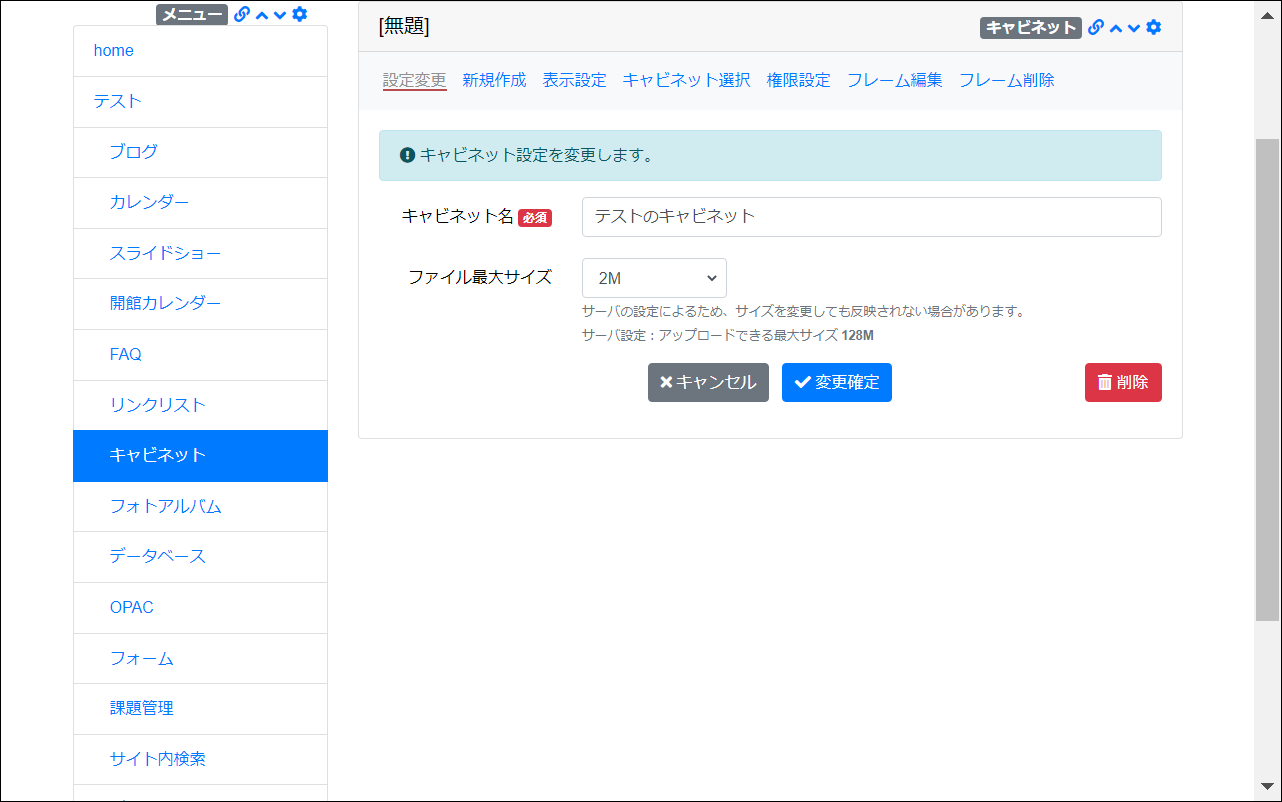 メニュー
home
テスト
ブログ
カレンダー
スライドショー
開館カレンダー
FAQ
リンクリスト
キャビネット
フォトアルバム
データベース
OPAC
フォーム
課題管理
サイト内検索
[無題]
キャビネット
設定変更 新規作成 表示設定 キャビネット選択 権限設定 フレーム編集 フレーム削除
キャビネット設定を変更します。
キャビネット名 必須 テストのキャビネット
ファイル最大サイズ 2M
サーバの設定によるため、サイズを変更しても反映されない場合があります。
サーバ設定：アップロードできる最大サイズ 128M
キャンセル 変更確定 削除